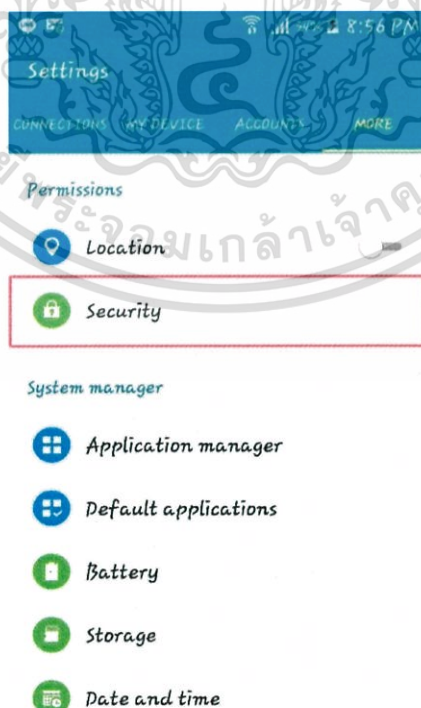 8:56 PM
Settings
CONNECTIONS MY DEVICE ACCOUNTS MORE
Permissions
Location
Security
System manager
Application manager
Default applications
Battery
Storage
Date and time